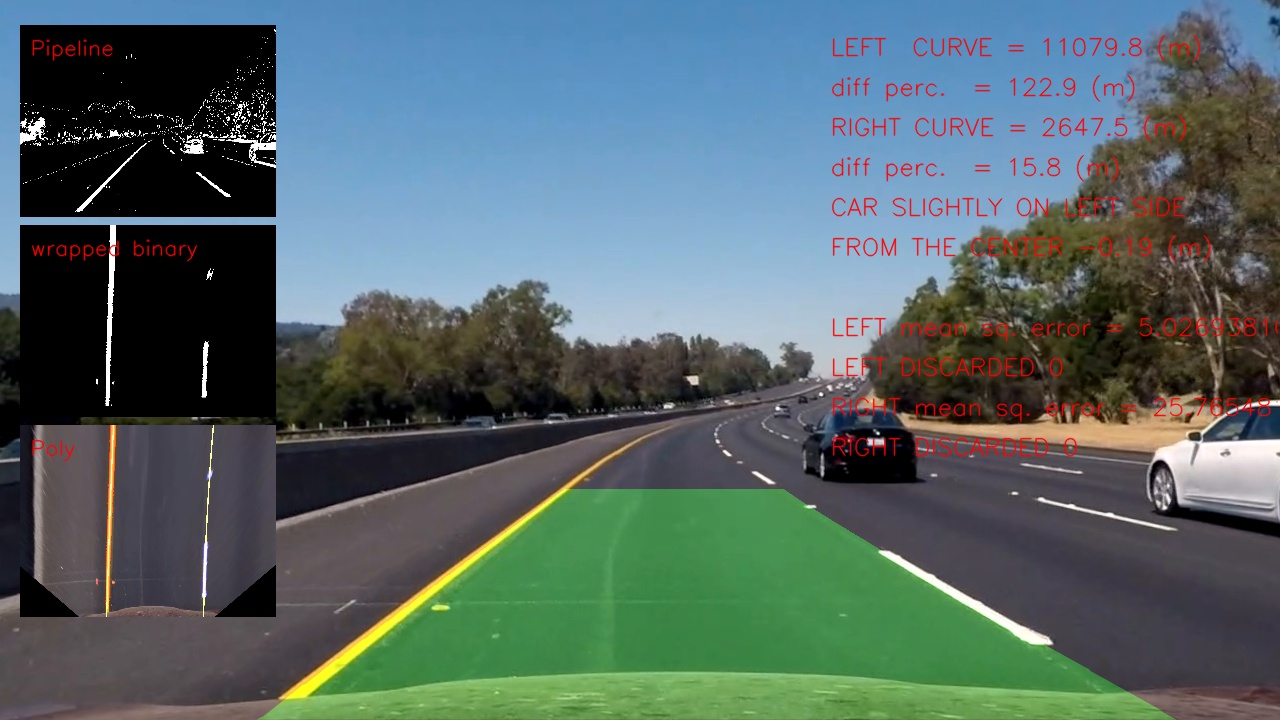 Pipeline
wrapped binary
Poly
LEFT CURVE = 11079.8 (m)
diff perc. = 122.9 (m)
RIGHT CURVE = 2647.5 (m)
diff perc. = 15.8 (m)
CAR SLIGHTLY ON LEFT SIDE
FROM THE CENTER -0.19 (m)
LEFT mean sq. error = 5.02693810
LEFT DISCARDED 0
RIGHT mean sq. error = 25.76548
RIGHT DISCARDED 0